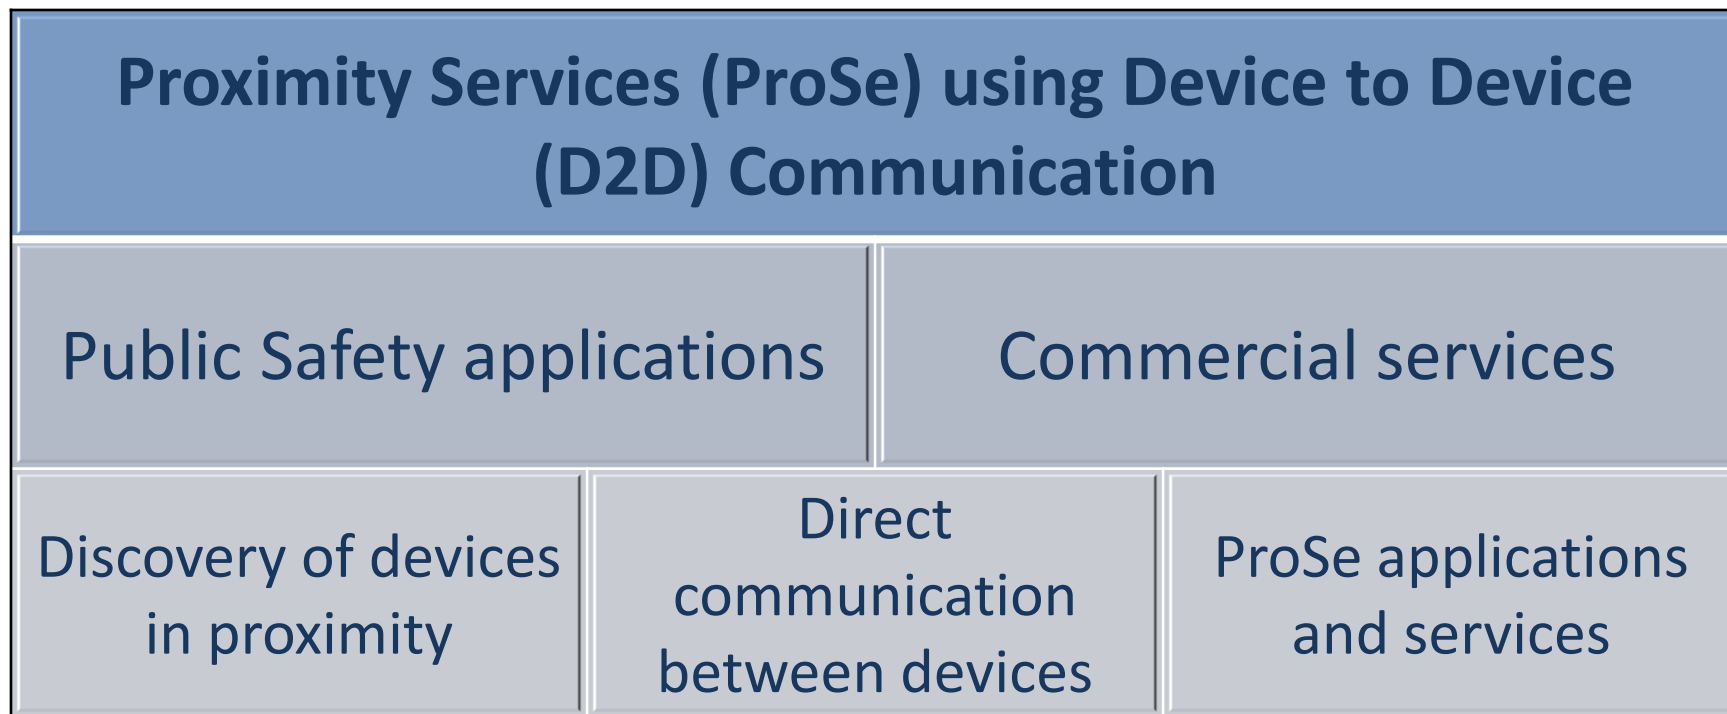 Proximity Services (ProSe) using Device to Device
(D2D) Communication
Public Safety applications
Commercial services
Discovery of devices
in proximity
Direct
communication
between devices
ProSe applications
and services